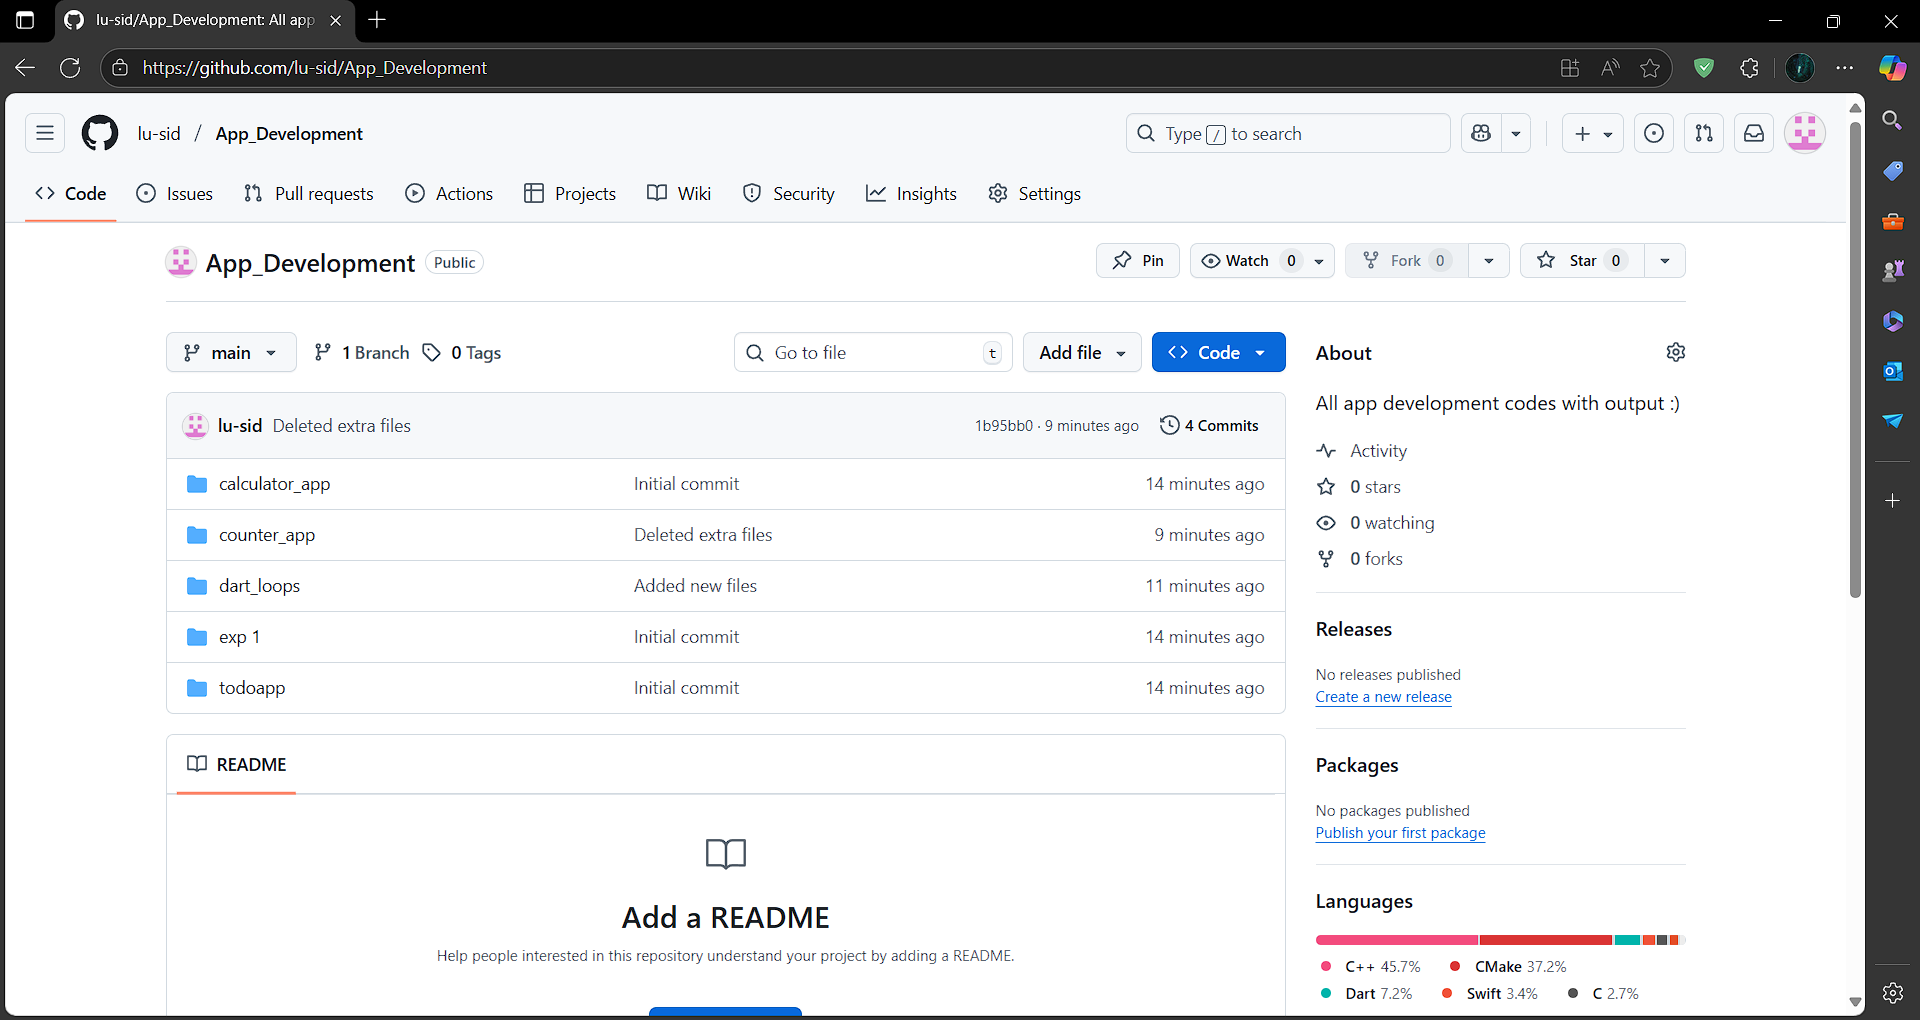 lu-sid/App_Development: All app
https://github.com/lu-sid/App_Development
lu-sid / App_Development
Type / to search
Code Issues Pull requests Actions Projects Wiki Security Insights Settings
App_Development Public
Pin Watch 0 Fork 0 Star 0
main 1 Branch 0 Tags
Go to file t Add file Code
lu-sid Deleted extra files 1b95bb0 · 9 minutes ago 4 Commits
calculator_app Initial commit 14 minutes ago
counter_app Deleted extra files 9 minutes ago
dart_loops Added new files 11 minutes ago
exp 1 Initial commit 14 minutes ago
todoapp Initial commit 14 minutes ago
README
Add a README
Help people interested in this repository understand your project by adding a README.
About
All app development codes with output :)
Activity
0 stars
0 watching
0 forks
Releases
No releases published
Create a new release
Packages
No packages published
Publish your first package
Languages
C++ 45.7% CMake 37.2%
Dart 7.2% Swift 3.4% C 2.7%